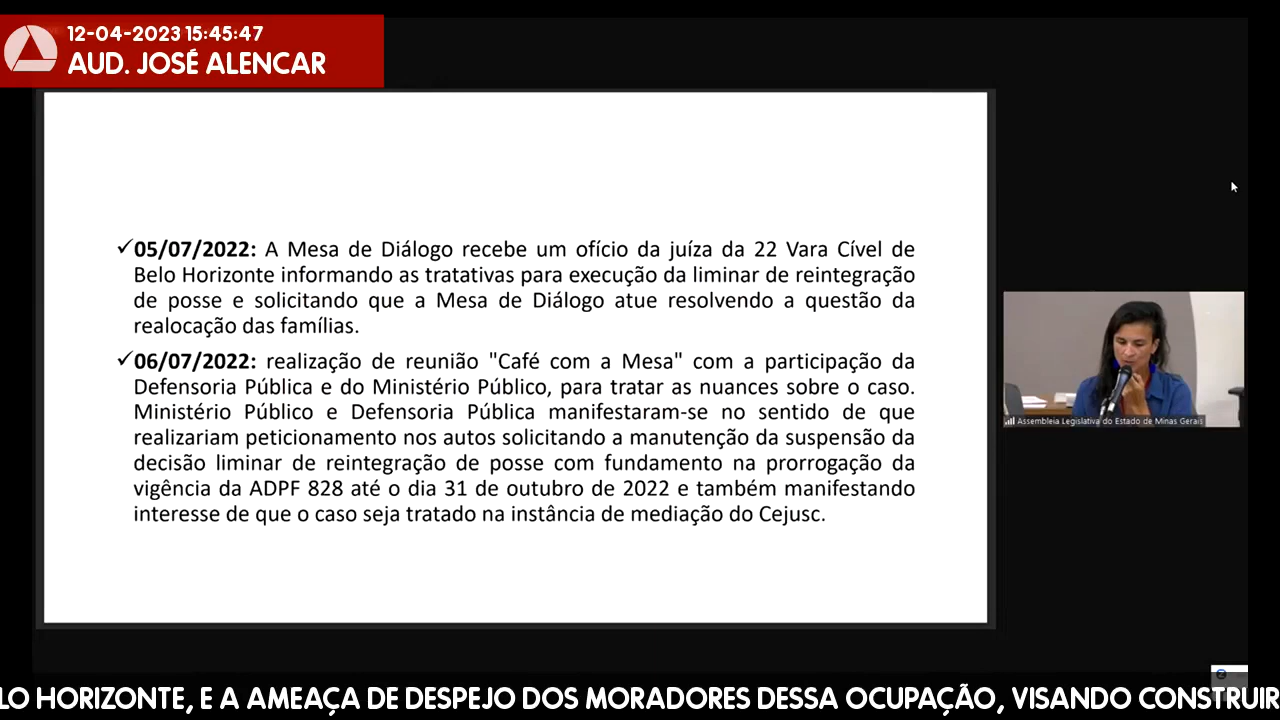 12-04-2023 15:45:47
AUD. JOSÉ ALENCAR
✓05/07/2022: A Mesa de Diálogo recebe um ofício da juíza da 22 Vara Cível de
Belo Horizonte informando as tratativas para execução da liminar de reintegração
de posse e solicitando que a Mesa de Diálogo atue resolvendo a questão da
realocação das famílias.
✓06/07/2022: realização de reunião "Café com a Mesa" com a participação da
Defensoria Pública e do Ministério Público, para tratar as nuances sobre o caso.
Ministério Público e Defensoria Pública manifestaram-se no sentido de que
realizariam peticionamento nos autos solicitando a manutenção da suspensão da
decisão liminar de reintegração de posse com fundamento na prorrogação da
vigência da ADPF 828 até o dia 31 de outubro de 2022 e também manifestando
interesse de que o caso seja tratado na instância de mediação do Cejusc.
Assembleia Legislativa do Estado de Minas Gerais
LO HORIZONTE, E A AMEAÇA DE DESPEJO DOS MORADORES DESSA OCUPAÇÃO, VISANDO CONSTRUIR